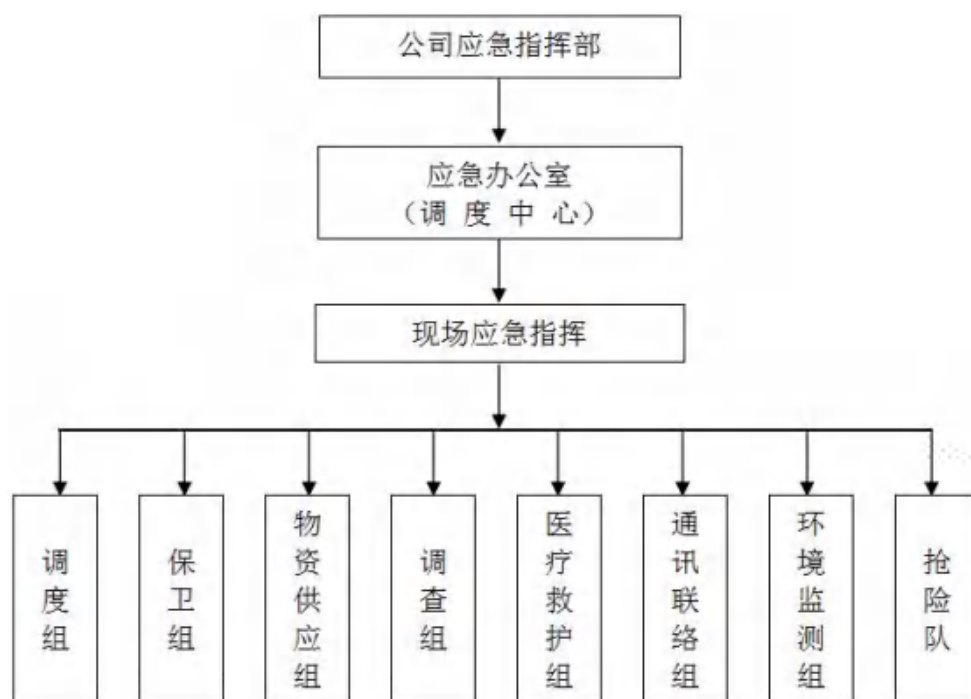 公司应急指挥部
应急办公室
（调 度 中 心）
现场应急指挥
调度组
保卫组
物资供应组
调查组
医疗救护组
通讯联络组
环境监测组
抢险队